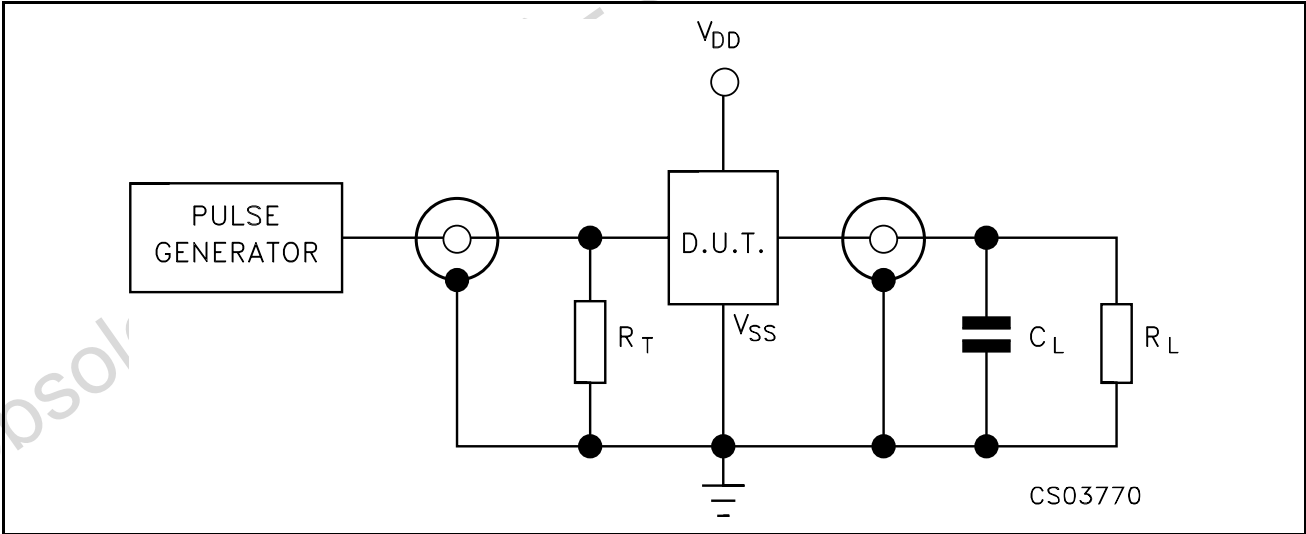 VDD
PULSE
GENERATOR
D.U.T.
VSS
RT
CL
RL
CS03770